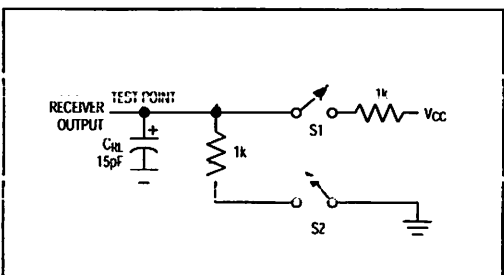 1k
TEST POINT
RECEIVER
OUTPUT
VCC
S1
CRL
15pF
1k
S2